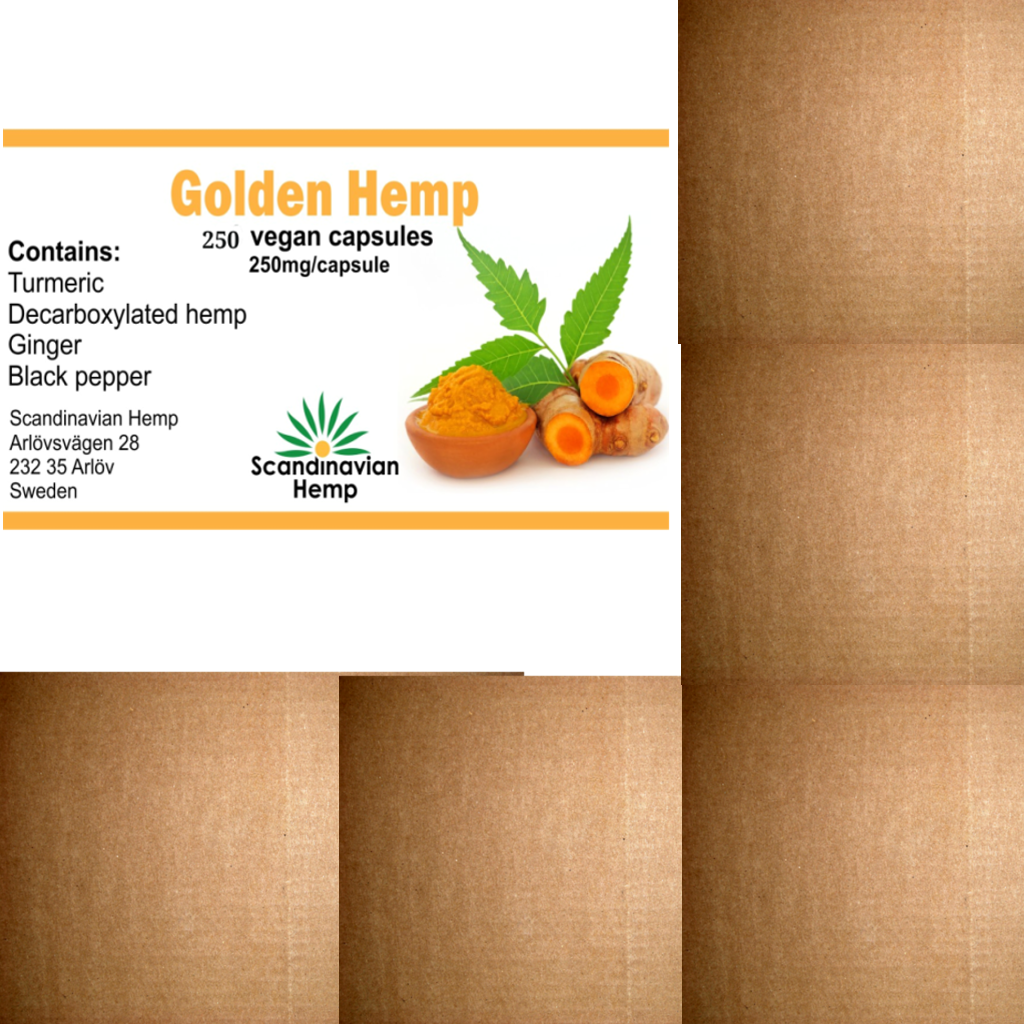 Golden Hemp
250 vegan capsules
250mg/capsule
Contains:
Turmeric
Decarboxylated hemp
Ginger
Black pepper
Scandinavian Hemp
Arlövsvägen 28
232 35 Arlöv
Sweden
Scandinavian
Hemp